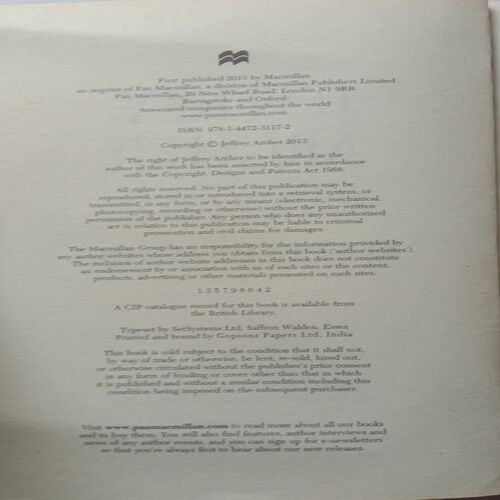 First published 2013 by Macmillan
an imprint of Pan Macmillan, a division of Macmillan Publishers Limited
Pan Macmillan, 20 New Wharf Road, London N1 9RR
Basingstoke and Oxford
Associated companies throughout the world
www.panmacmillan.com
ISBN 978-1-4472-3117-2
Copyright © Jeffrey Archer 2013
The right of Jeffrey Archer to be identified as the
author of this work has been asserted by him in accordance
with the Copyright, Designs and Patents Act 1988.
All rights reserved. No part of this publication may be
reproduced, stored in or introduced into a retrieval system, or
transmitted, in any form, or by any means (electronic, mechanical,
photocopying, recording or otherwise) without the prior written
permission of the publisher. Any person who does any unauthorized
act in relation to this publication may be liable to criminal
prosecution and civil claims for damages.
The Macmillan Group has no responsibility for the information provided by
any author websites whose address you obtain from this book ('author websites').
The inclusion of author website addresses in this book does not constitute
an endorsement by or association with us of such sites or the content,
products, advertising or other materials presented on such sites.
1 3 5 7 9 8 6 4 2
A CIP catalogue record for this book is available from
the British Library.
Typeset by SetSystems Ltd, Saffron Walden, Essex
Printed and bound by Gopsons Papers Ltd, India
This book is sold subject to the condition that it shall not,
by way of trade or otherwise, be lent, re-sold, hired out,
or otherwise circulated without the publisher's prior consent
in any form of binding or cover other than that in which
it is published and without a similar condition including this
condition being imposed on the subsequent purchaser.
Visit www.panmacmillan.com to read more about all our books
and to buy them. You will also find features, author interviews and
news of any author events, and you can sign up for e-newsletters
so that you're always first to hear about our new releases.